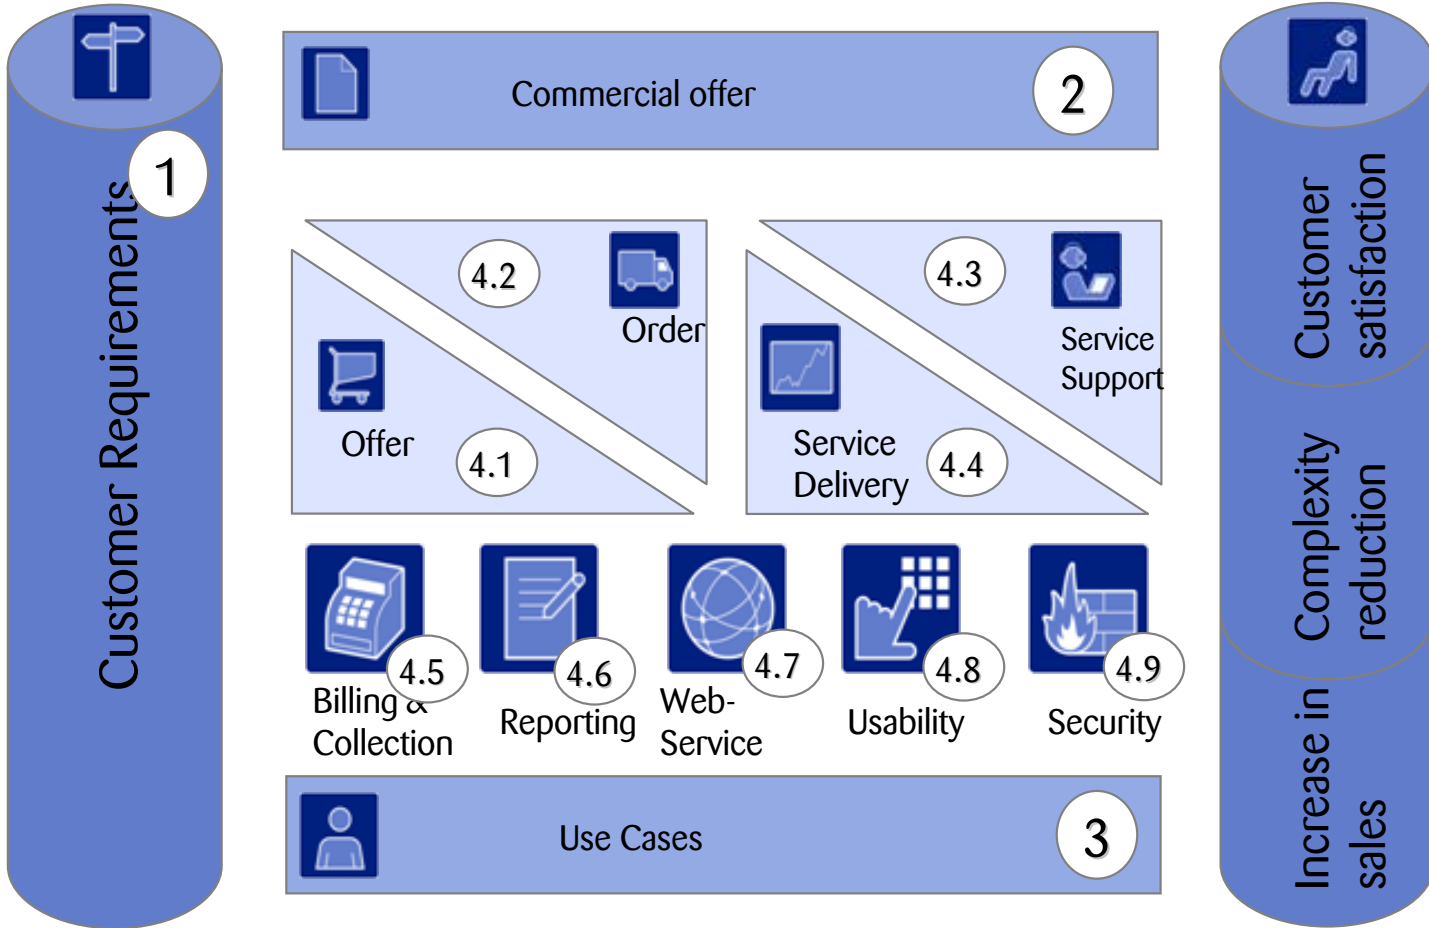 1
Customer Requirements
Commercial offer
2
4.2
Order
Offer
4.1
4.3
Service
Support
Service
Delivery
4.4
4.5
Billing &
Collection
4.6
Reporting
4.7
Web-
Service
4.8
Usability
4.9
Security
Use Cases
3
Customer
satisfaction
Complexity
reduction
Increase in
sales